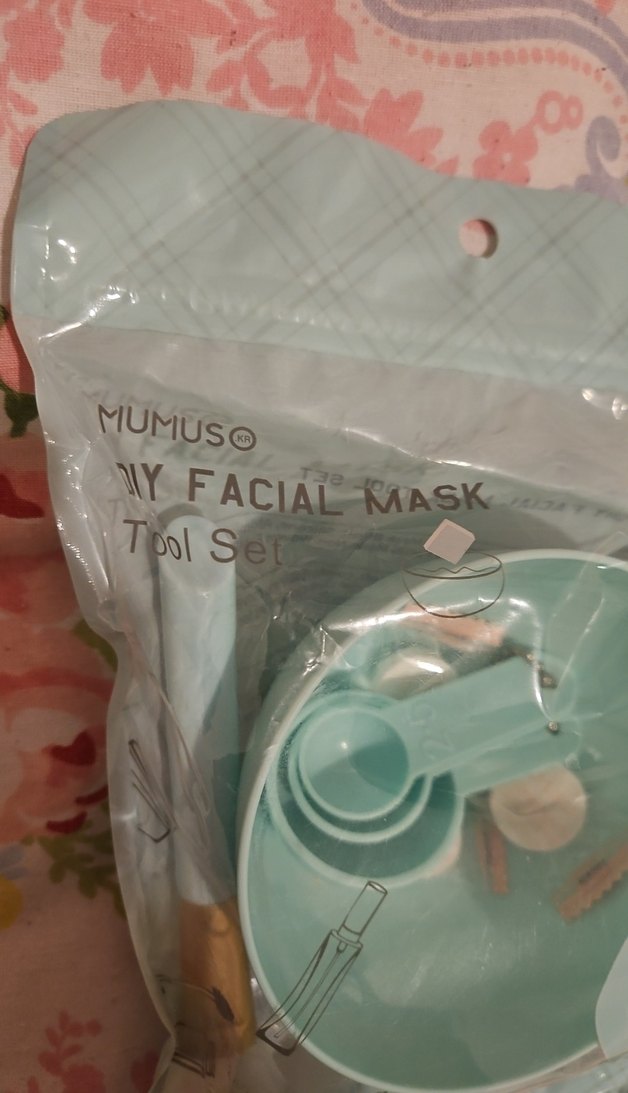 MUMUSO KR
DIY FACIAL MASK
Tool Set